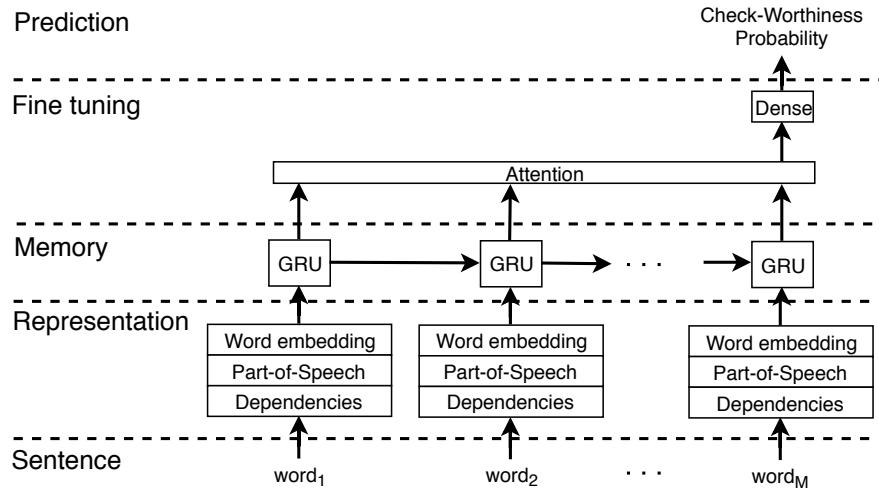 Prediction
Check-Worthiness
Probability
Fine tuning
Dense
Attention
Memory
GRU
GRU
. . .
GRU
Representation
Word embedding
Word embedding
Word embedding
Part-of-Speech
Part-of-Speech
Part-of-Speech
Dependencies
Dependencies
Dependencies
Sentence
word₁
word₂
. . .
word_M